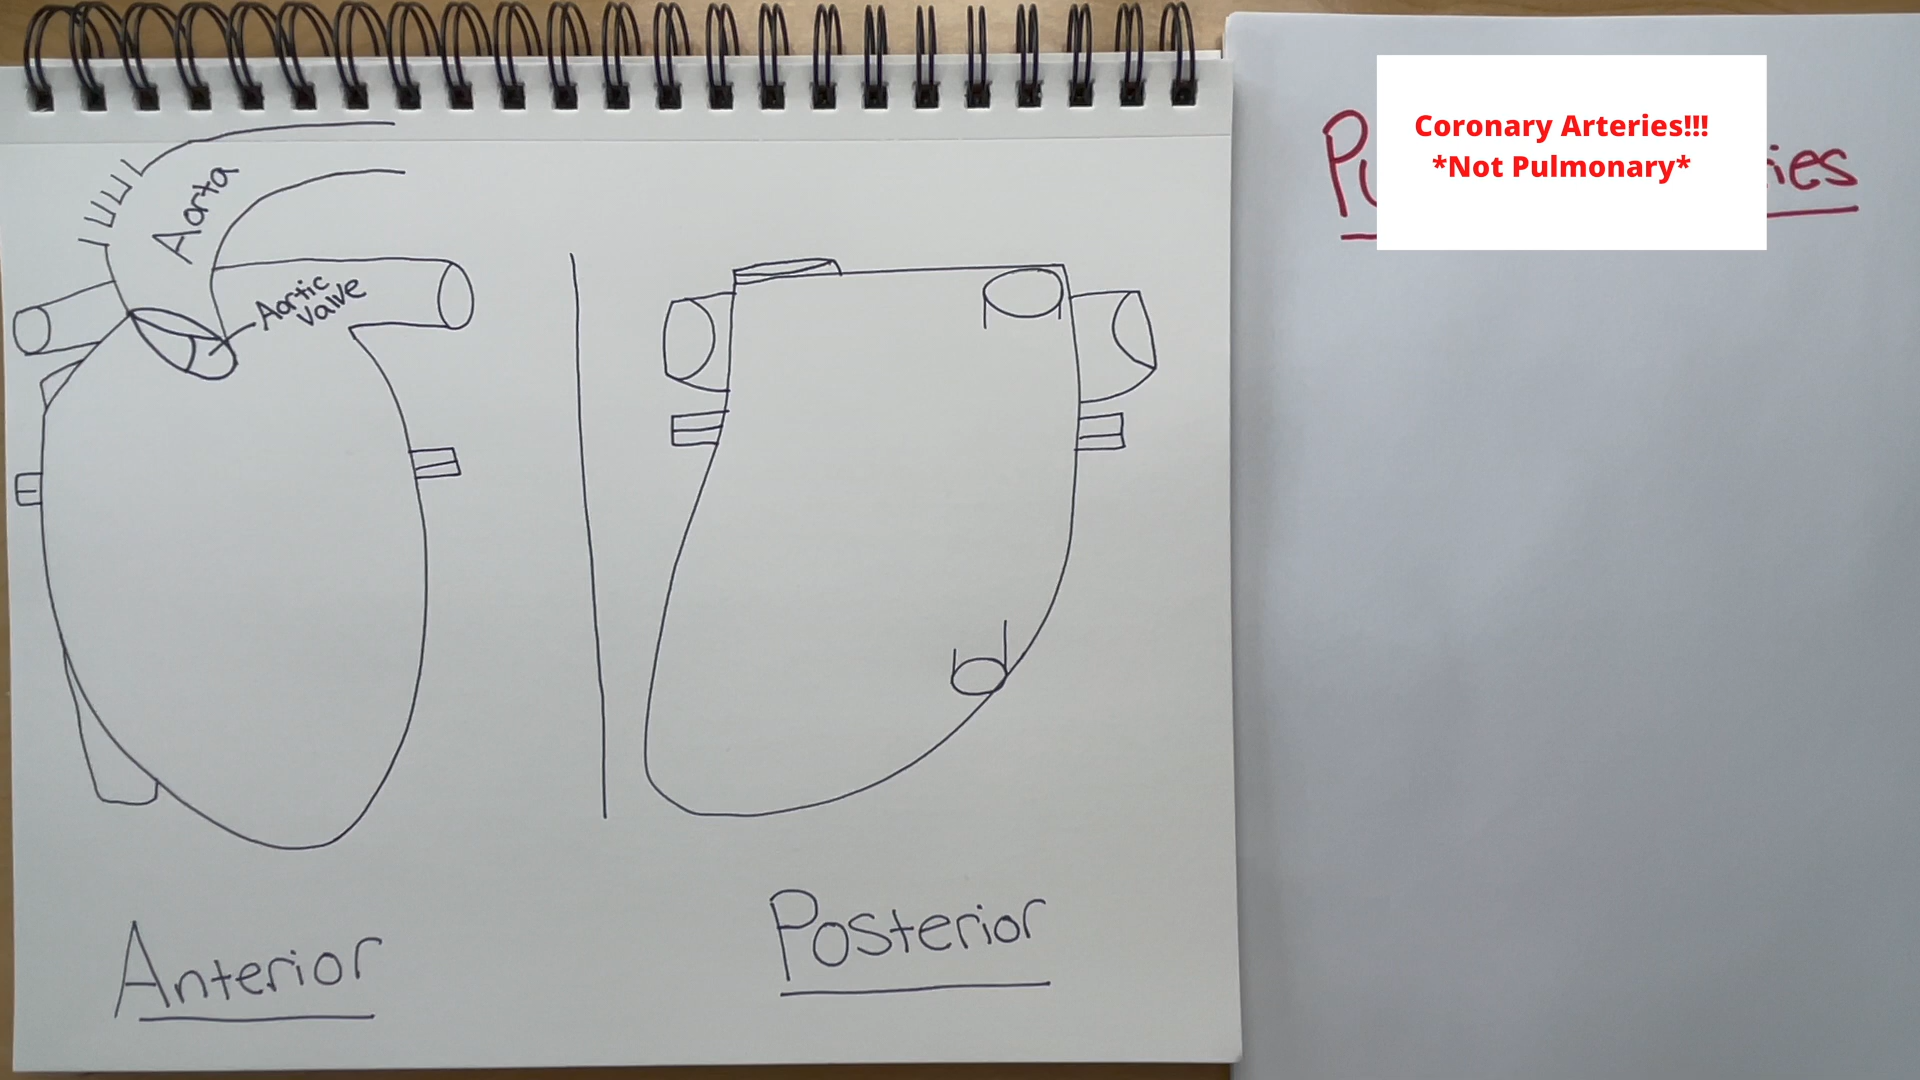 Aorta
Aortic
Valve
Anterior
Posterior
Coronary Arteries!!!
*Not Pulmonary*